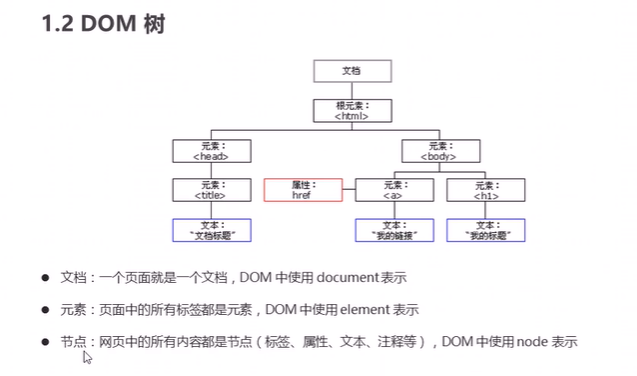 1.2 DOM 树
文档
根元素：
<html>
元素：
<head>
元素：
<body>
元素：
<title>
属性：
href
元素：
<a>
元素：
<h1>
文本：
“文档标题”
文本：
“我的链接”
文本：
“我的标题”
● 文档：一个页面就是一个文档，DOM 中使用 document 表示
● 元素：页面中的所有标签都是元素，DOM 中使用 element 表示
● 节点：网页中的所有内容都是节点（标签、属性、文本、注释等），DOM 中使用 node 表示